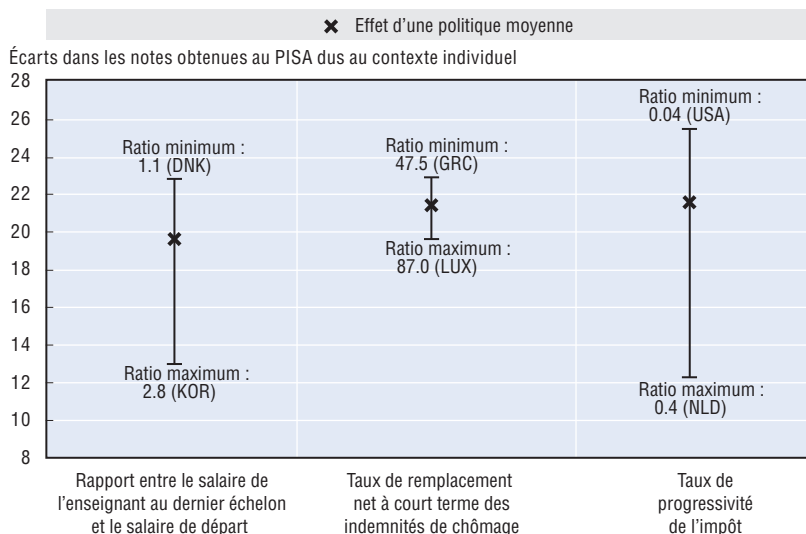 Effet d'une politique moyenne
Écarts dans les notes obtenues au PISA dus au contexte individuel
28
26
24
22
20
18
16
14
12
10
8
Ratio minimum :
1.1 (DNK)
Ratio maximum :
2.8 (KOR)
Ratio minimum :
47.5 (GRC)
Ratio maximum :
87.0 (LUX)
Ratio minimum :
0.04 (USA)
Ratio maximum :
0.4 (NLD)
Rapport entre le salaire de
l'enseignant au dernier échelon
et le salaire de départ
Taux de remplacement
net à court terme des
indemnités de chômage
Taux de
progressivité
de l'impôt